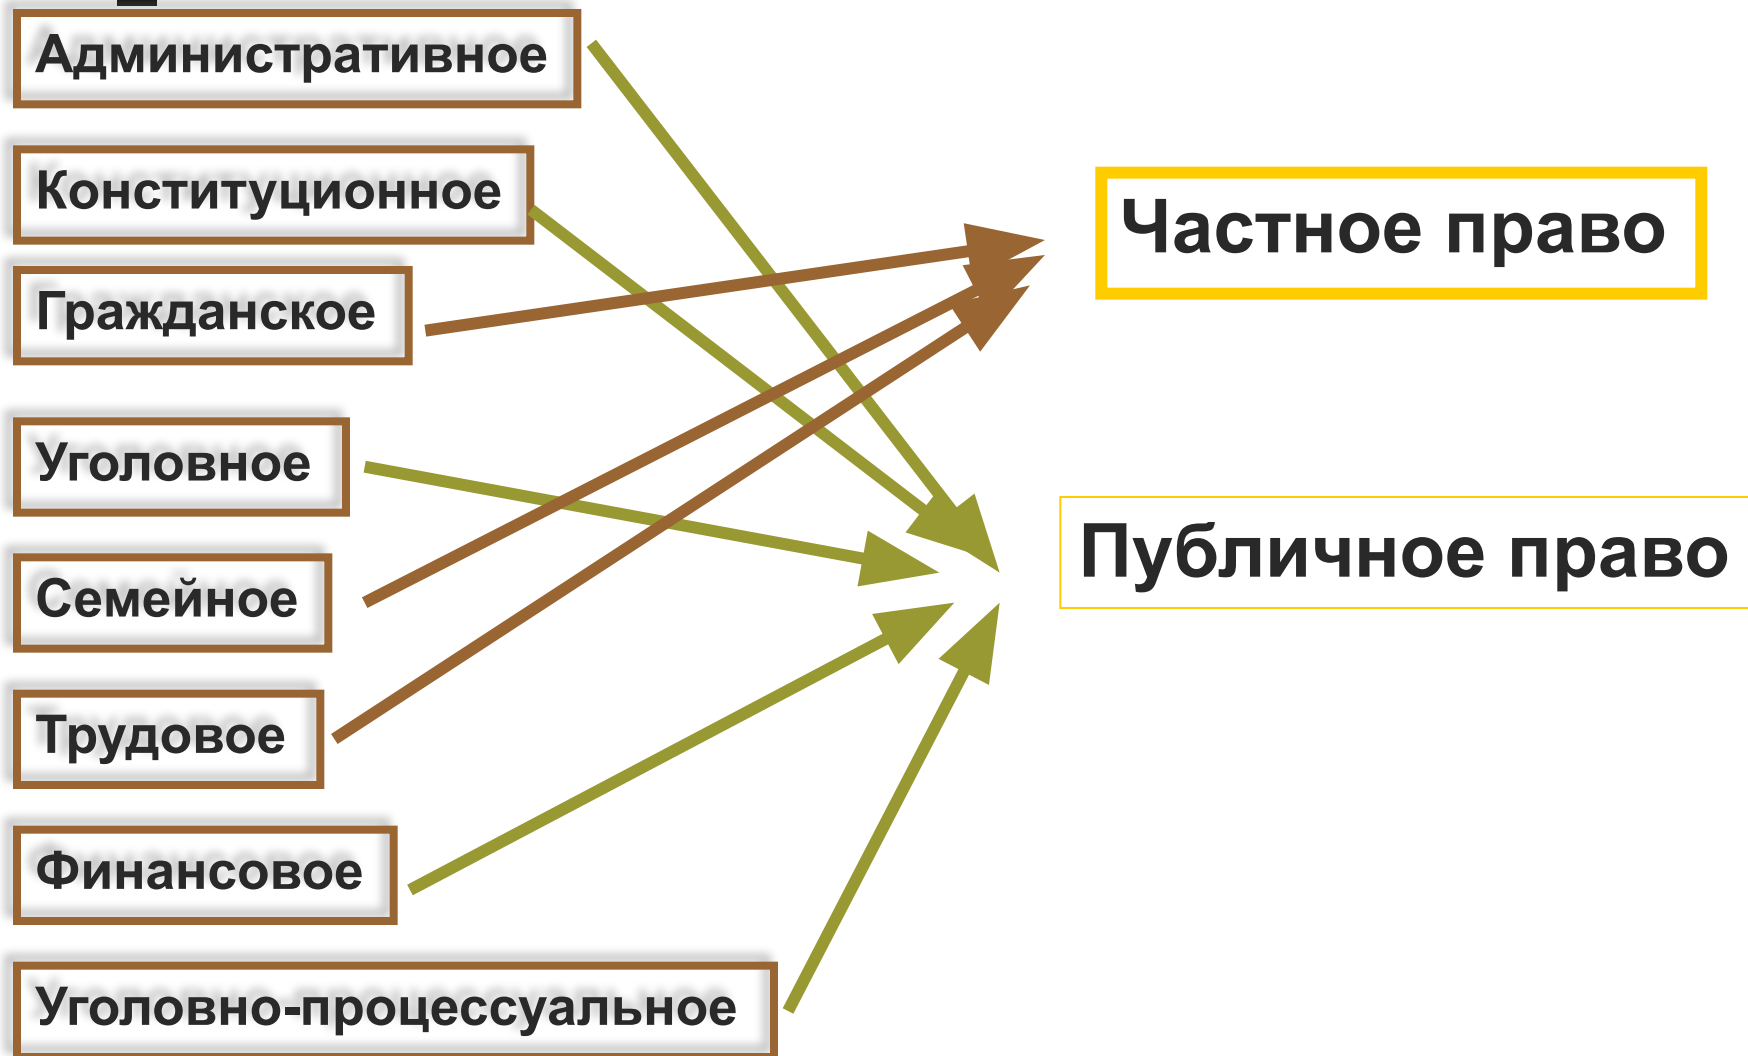 Административное
Конституционное
Гражданское
Уголовное
Семейное
Трудовое
Финансовое
Уголовно-процессуальное
Частное право
Публичное право